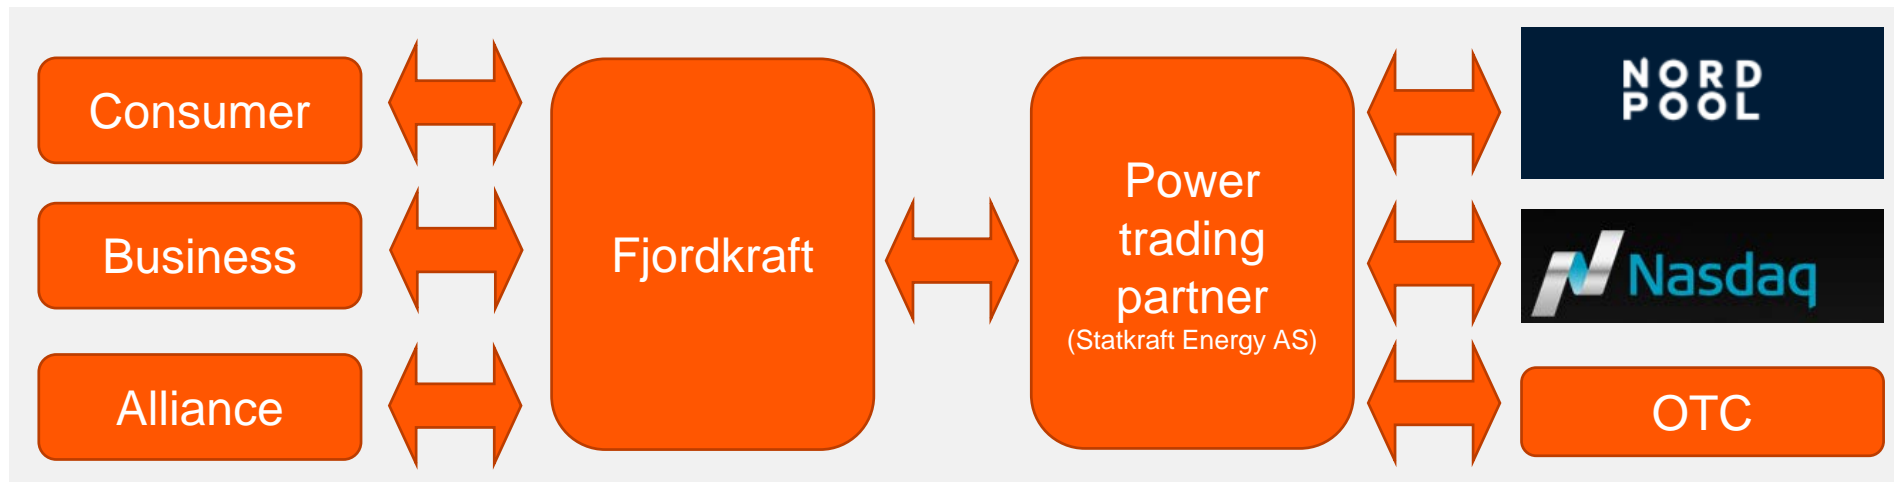 Consumer
Business
Alliance
Fjordkraft
Power
trading
partner
(Statkraft Energy AS)
NORD
POOL
Nasdaq
OTC